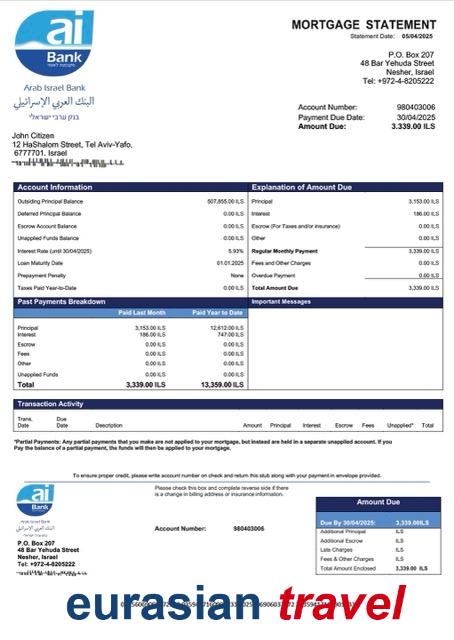 ai
Bank
MORTGAGE STATEMENT
Statement Date: 05/04/2025
P.O. Box 207
48 Bar Yehuda Street
Nesher, Israel
Tel: +972-4-8205222
Arab Israel Bank
البنك العربي الإسرائيلي
בנק ערבי ישראלי
Account Number: 980403006
Payment Due Date: 30/04/2025
Amount Due: 3,339.00 ILS
John Citizen
12 HaShalom Street, Tel Aviv-Yafo,
6777701, Israel
Account Information
Outsiding Principal Balance 507,855.00 ILS
Deferred Principal Balance 0.00 ILS
Escrow Account Balance 0.00 ILS
Unapplied Funds Balance 0.00 ILS
Interest Rate (until 30/04/2025) 5.93%
Loan Maturity Date 01.01.2025
Prepayment Penalty None
Taxes Paid Year-to-Date 0.00 ILS
Explanation of Amount Due
Principal 3,153.00 ILS
Interest 186.00 ILS
Escrow (For Taxes and/or insurance) 0.00 ILS
Other 0.00 ILS
Regular Monthly Payment 3,339.00 ILS
Fees and Other Charges 0.00 ILS
Overdue Payment 0.00 ILS
Total Amount Due 3,339.00 ILS
Past Payments Breakdown
Paid Last Month Paid Year to Date
Principal 3,153.00 ILS 12,612.00 ILS
Interest 186.00 ILS 747.00 ILS
Escrow 0.00 ILS 0.00 ILS
Fees 0.00 ILS 0.00 ILS
Other 0.00 ILS 0.00 ILS
Unapplied Funds 0.00 ILS 0.00 ILS
Total 3,339.00 ILS 13,359.00 ILS
Important Messages
Transaction Activity
Trans. Date Due Date Description Amount Principal Interest Escrow Fees Unapplied* Total
*Partial Payments: Any partial payments that you make are not applied to your mortgage, but instead are held in a separate unapplied account. If you
Pay the balance of a partial payment, the funds will then be applied to your mortgage.
To ensure proper credit, please write account number on check and return this stub along with your payment in envelope provided.
Please check this box and complete reverse side if there
is a change in billing address or insurance information.
ai
Bank
Arab Israel Bank
البنك العربي الإسرائيلي
בנק ערבי ישראלי
P.O. Box 207
48 Bar Yehuda Street
Nesher, Israel
Tel: +972-4-8205222
Account Number: 980403006
Amount Due
Due By 30/04/2025: 3,339.00ILS
Additional Principal ILS
Additional Escrow ILS
Late Charges ILS
Fees & Other Charges ILS
Total Amount Enclosed 3,339.00 ILS
eurasian travel